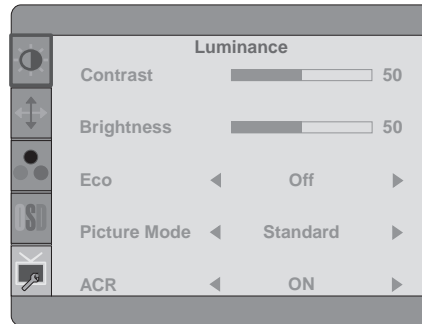 Luminance
Contrast 50
Brightness 50
Eco Off
Picture Mode Standard
ACR ON
OSD